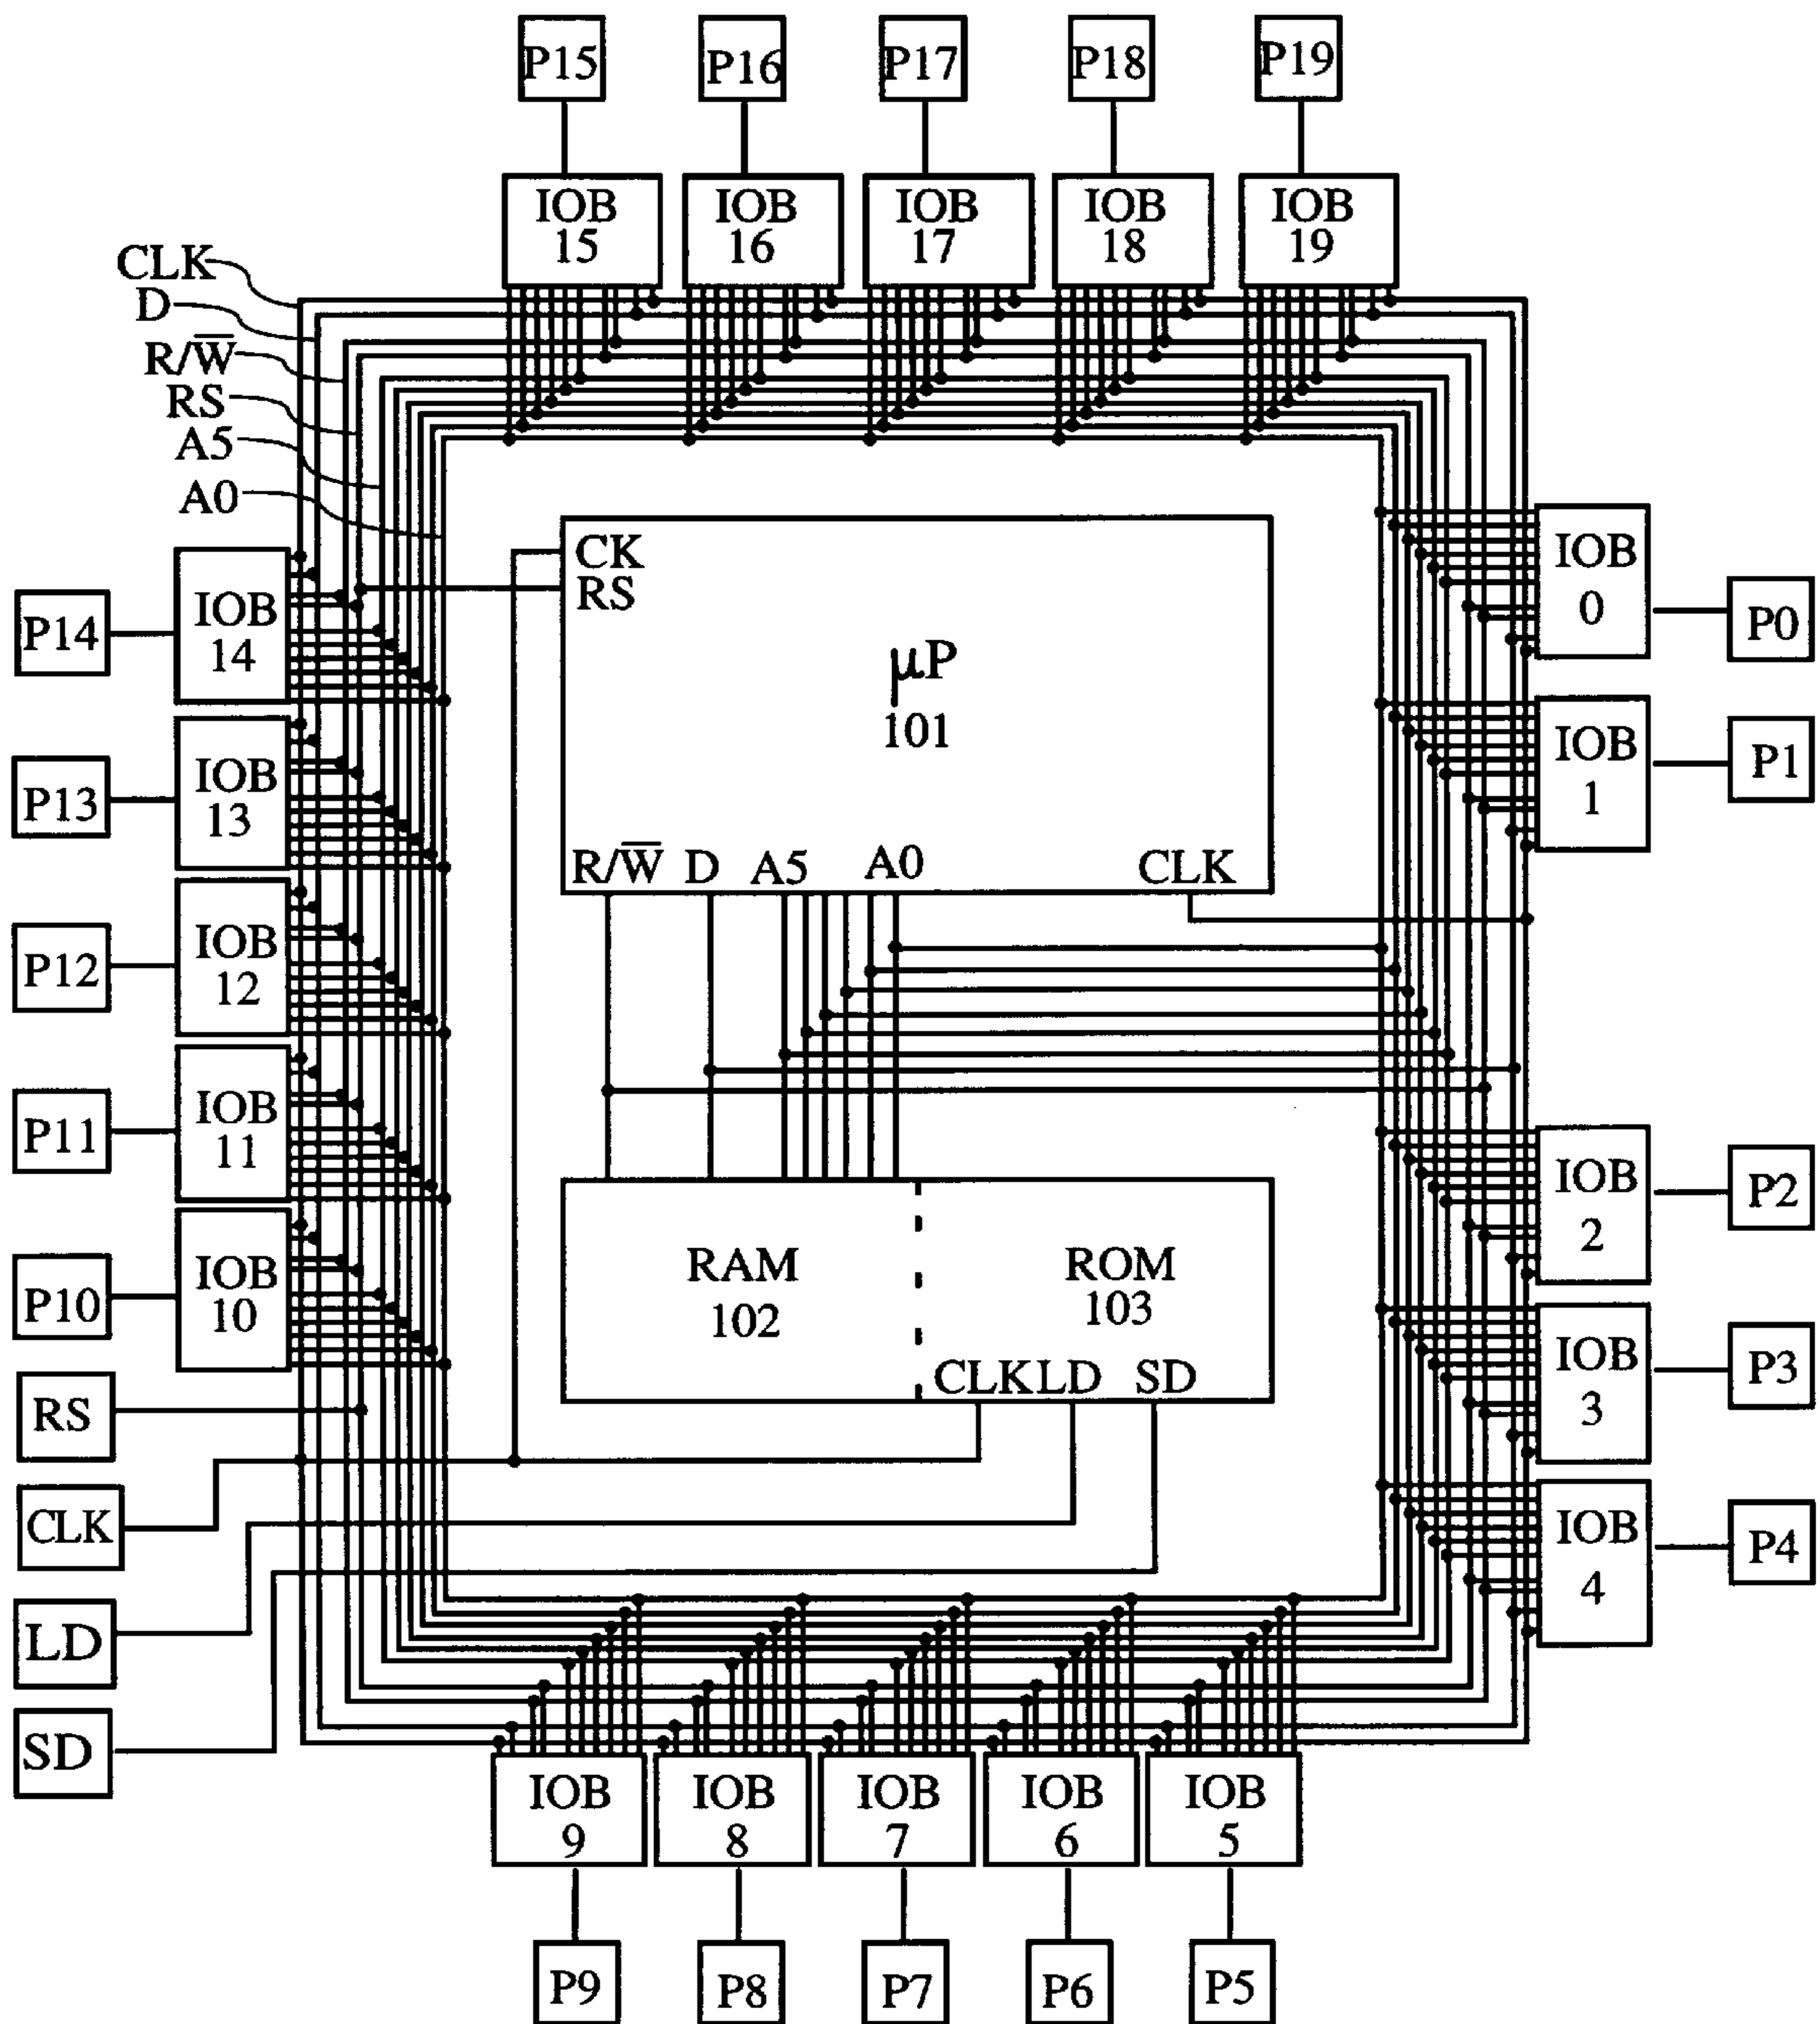 P15 P16 P17 P18 P19
IOB IOB IOB IOB IOB
15 16 17 18 19
CLK
D
R/W̅
RS
A5
A0
CK
RS
µP
101
R/W̅ D A5 A0 CLK
RAM
102
ROM
103
CLK LD SD
IOB
14
P14
IOB
13
P13
IOB
12
P12
IOB
11
P11
IOB
10
P10
RS
CLK
LD
SD
IOB
0
P0
IOB
1
P1
IOB
2
P2
IOB
3
P3
IOB
4
P4
IOB IOB IOB IOB IOB
9 8 7 6 5
P9 P8 P7 P6 P5